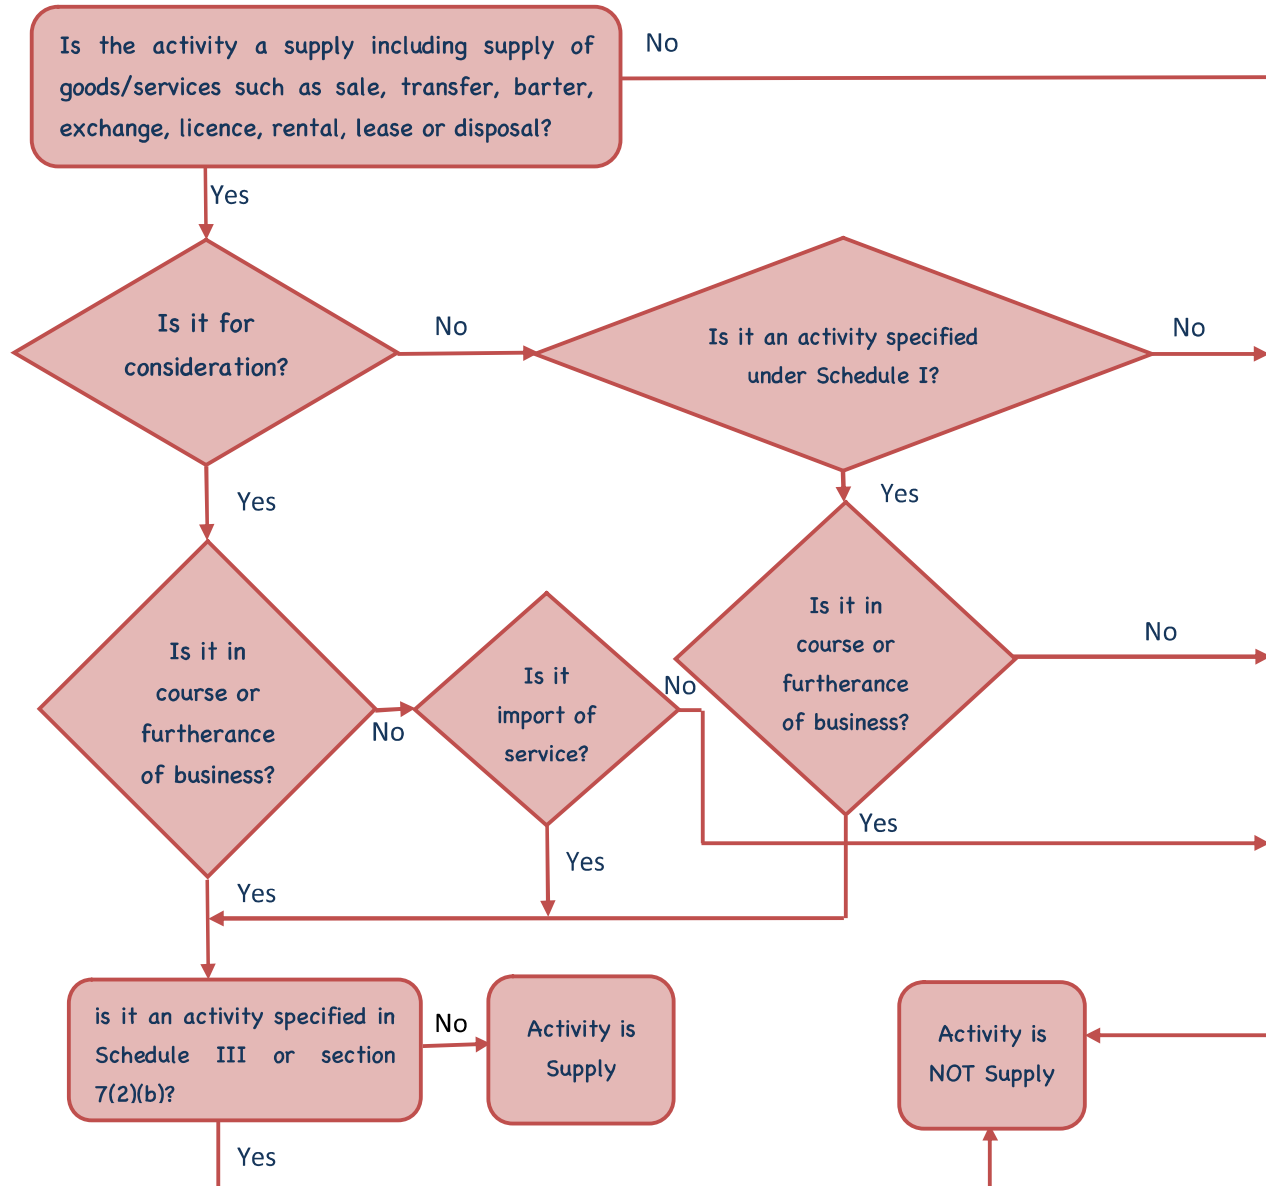 Is the activity a supply including supply of
goods/services such as sale, transfer, barter,
exchange, licence, rental, lease or disposal?
No
Yes
Is it for
consideration?
No
Is it an activity specified
under Schedule I?
No
Yes
Yes
Is it in
course or
furtherance
of business?
No
Is it
import of
service?
No
Is it in
course or
furtherance
of business?
No
Yes
Yes
Yes
is it an activity specified in
Schedule III or section
7(2)(b)?
No
Activity is
Supply
Activity is
NOT Supply
Yes